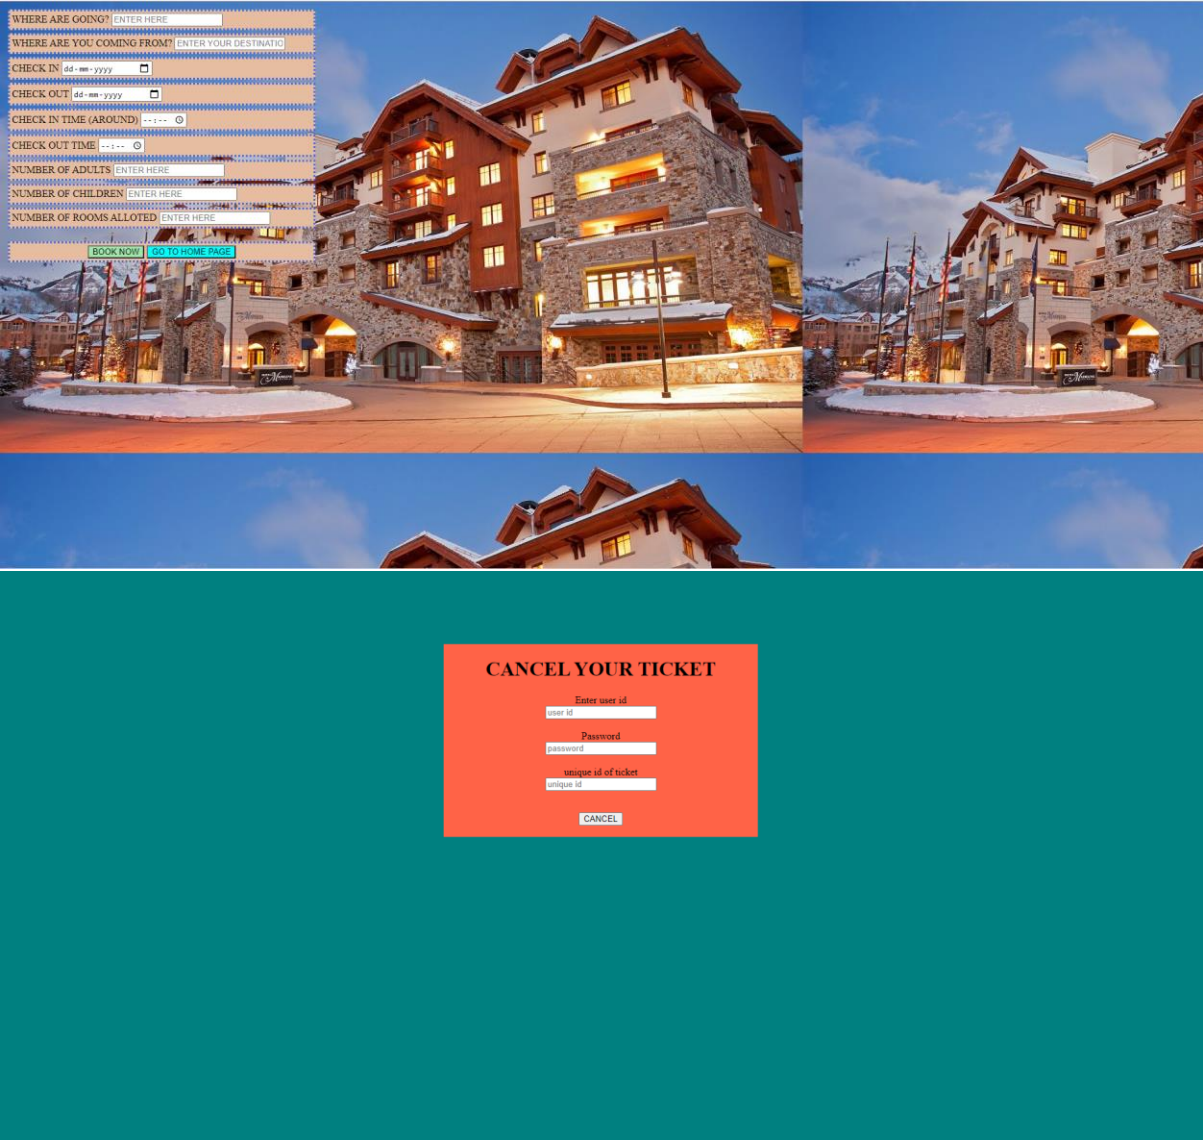 WHERE ARE GOING? ENTER HERE
WHERE ARE YOU COMING FROM? ENTER YOUR DESTINATIO
CHECK IN dd-mm-yyyy
CHECK OUT dd-mm-yyyy
CHECK IN TIME (AROUND) --:--
CHECK OUT TIME --:--
NUMBER OF ADULTS ENTER HERE
NUMBER OF CHILDREN ENTER HERE
NUMBER OF ROOMS ALLOTED ENTER HERE
BOOK NOW GO TO HOME PAGE
CANCEL YOUR TICKET
Enter user id
user id
Password
password
unique id of ticket
unique id
CANCEL